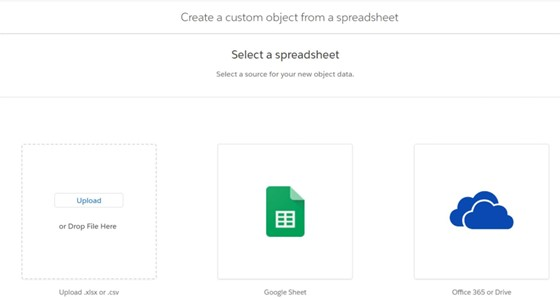 Create a custom object from a spreadsheet
Select a spreadsheet
Select a source for your new object data.
Upload
or Drop File Here
Upload .xlsx or .csv
Google Sheet
Office 365 or Drive